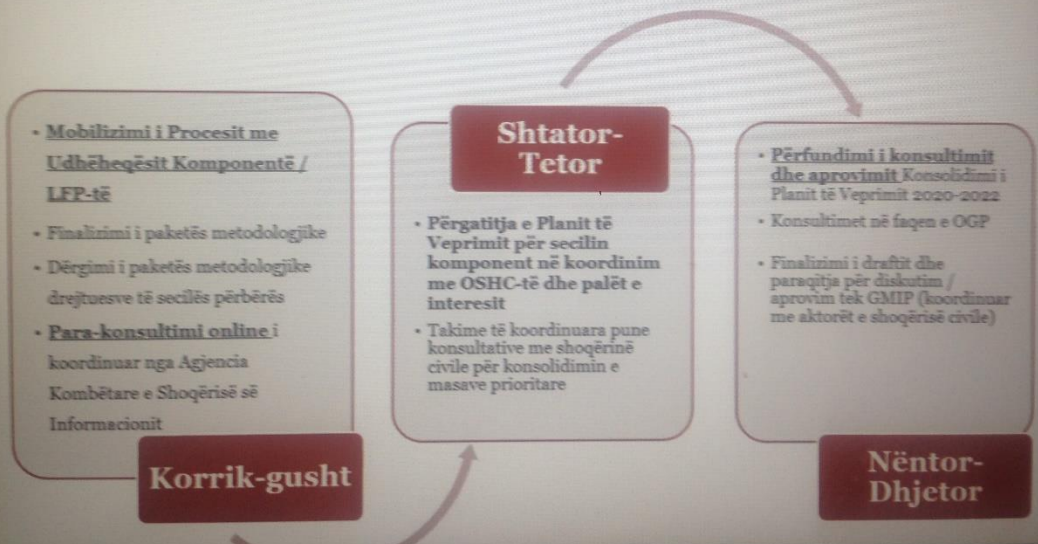 • Mobilizimi i Procesit me
Udhëheqësit Komponentë /
LFP-të
• Finalizimi i paketës metodologjike
• Dërgimi i paketës metodologjike
drejtuesve të secilës përbërës
• Para-konsultimi online i
koordinuar nga Agjencia
Kombëtare e Shoqërisë së
Informacionit
Korrik-gusht
Shtator-
Tetor
• Përgatitja e Planit të
Veprimit për secilin
komponent në koordinim
me OSHC-të dhe palët e
interesit
• Takime të koordinuara pune
konsultative me shoqërinë
civile për konsolidimin e
masave prioritare
• Përfundimi i konsultimit
dhe aprovimit Konsolidimi i
Planit të Veprimit 2020-2022
• Konsultimet në faqen e OGP
• Finalizimi i draftit dhe
paraqitja për diskutim /
aprovim tek GMIP (koordinuar
me aktorët e shoqërisë civile)
Nëntor-
Dhjetor